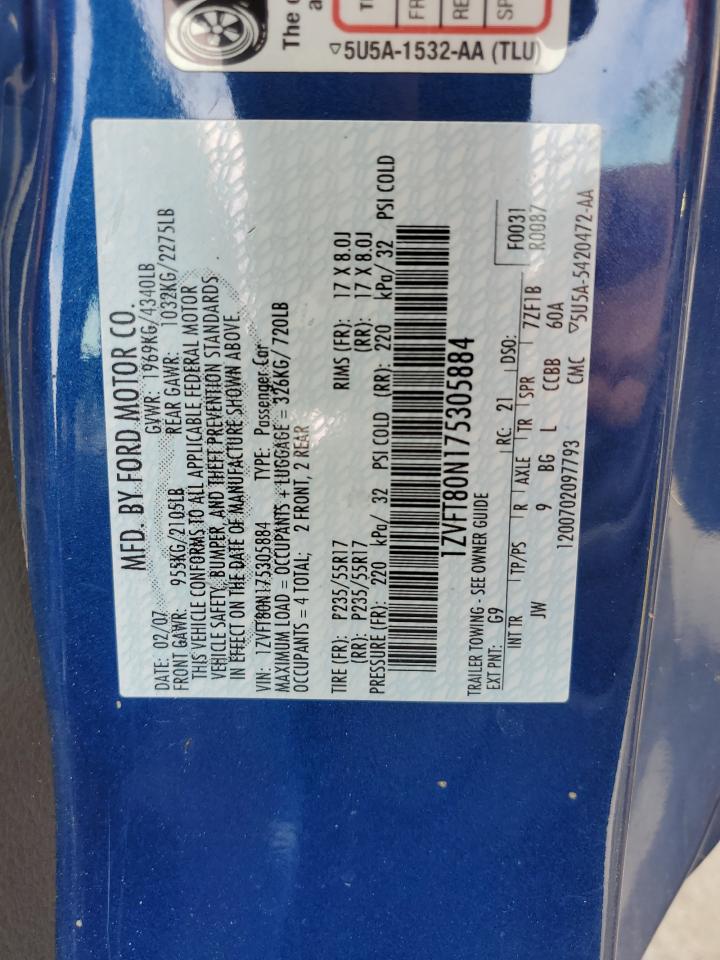 MFD. BY FORD MOTOR CO.
DATE: 02/07 GVWR: 1969KG/4340LB
FRONT GAWR: 955KG/2105LB REAR GAWR: 1032KG/2275LB
THIS VEHICLE CONFORMS TO ALL APPLICABLE FEDERAL MOTOR
VEHICLE SAFETY, BUMPER, AND THEFT PREVENTION STANDARDS
IN EFFECT ON THE DATE OF MANUFACTURE SHOWN ABOVE.
VIN: 1ZVFT80N175305884 TYPE: Passenger Car
MAXIMUM LOAD = OCCUPANTS + LUGGAGE = 326KG/ 720LB
OCCUPANTS = 4 TOTAL; 2 FRONT, 2 REAR
TIRE (FR): P235/55R17 RIMS (FR): 17 X 8.0J
(RR): P235/55R17 (RR): 17 X 8.0J
PRESSURE (FR): 220 kPa/ 32 PSI COLD (RR): 220 kPa/ 32 PSI COLD
1ZVFT80N175305884
TRAILER TOWING - SEE OWNER GUIDE F0031
EXT PNT: G9 RC: 21 DSO: R0087
INT TR TP/PS R AXLE TR SPR 7ZF1B
JW 9 BG L CCBB 60A
1200702097793 CMC ▽5U5A-5420472-AA
The
▽5U5A-1532-AA (TLU)